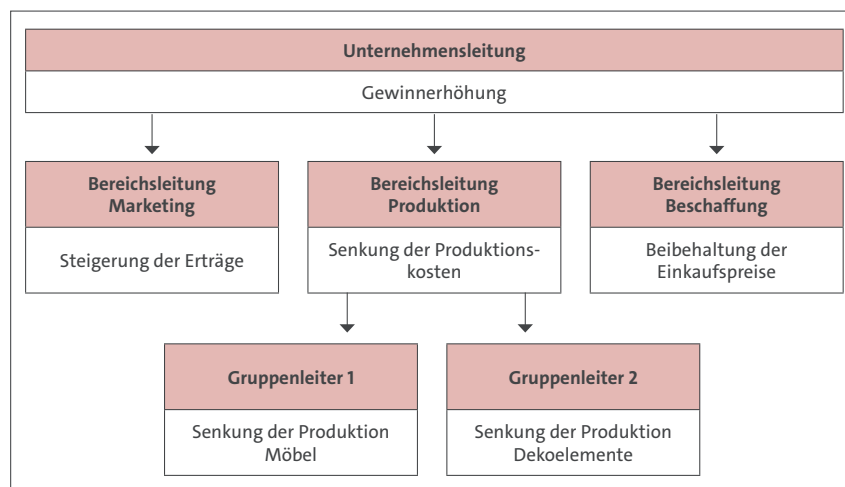 Unternehmensleitung
Gewinnerhöhung
Bereichsleitung
Marketing
Steigerung der Erträge
Bereichsleitung
Produktion
Senkung der Produktions-
kosten
Bereichsleitung
Beschaffung
Beibehaltung der
Einkaufspreise
Gruppenleiter 1
Senkung der Produktion
Möbel
Gruppenleiter 2
Senkung der Produktion
Dekoelemente